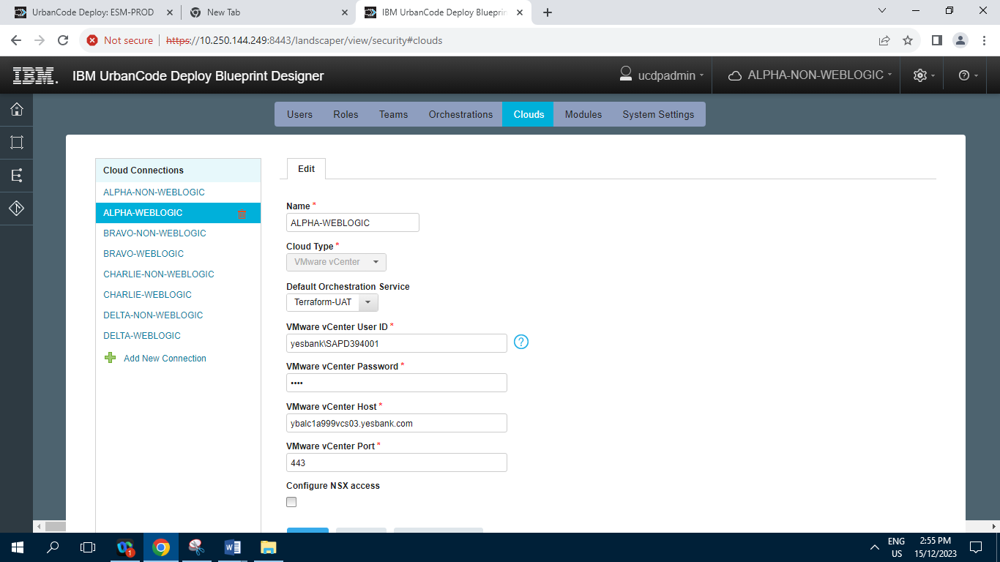 UrbanCode Deploy: ESM-PROD
New Tab
IBM UrbanCode Deploy Blueprin
Not secure
https://10.250.144.249:8443/landscaper/view/security#clouds
IBM.
IBM UrbanCode Deploy Blueprint Designer
ucdpadmin
ALPHA-NON-WEBLOGIC
Users
Roles
Teams
Orchestrations
Clouds
Modules
System Settings
Cloud Connections
ALPHA-NON-WEBLOGIC
ALPHA-WEBLOGIC
BRAVO-NON-WEBLOGIC
BRAVO-WEBLOGIC
CHARLIE-NON-WEBLOGIC
CHARLIE-WEBLOGIC
DELTA-NON-WEBLOGIC
DELTA-WEBLOGIC
Add New Connection
Edit
Name *
ALPHA-WEBLOGIC
Cloud Type *
VMware vCenter
Default Orchestration Service
Terraform-UAT
VMware vCenter User ID *
yesbank\SAPD394001
?
VMware vCenter Password *
••••
VMware vCenter Host *
ybalc1a999vcs03.yesbank.com
VMware vCenter Port *
443
Configure NSX access
1
ENG
US
2:55 PM
15/12/2023